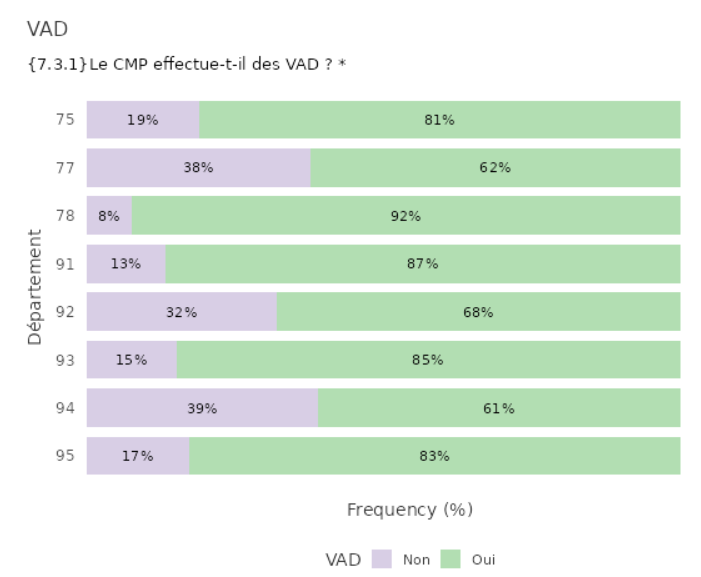 VAD
{7.3.1}Le CMP effectue-t-il des VAD ? *
75 19% 81%
77 38% 62%
78 8% 92%
91 13% 87%
92 32% 68%
93 15% 85%
94 39% 61%
95 17% 83%
Département
Frequency (%)
VAD Non Oui